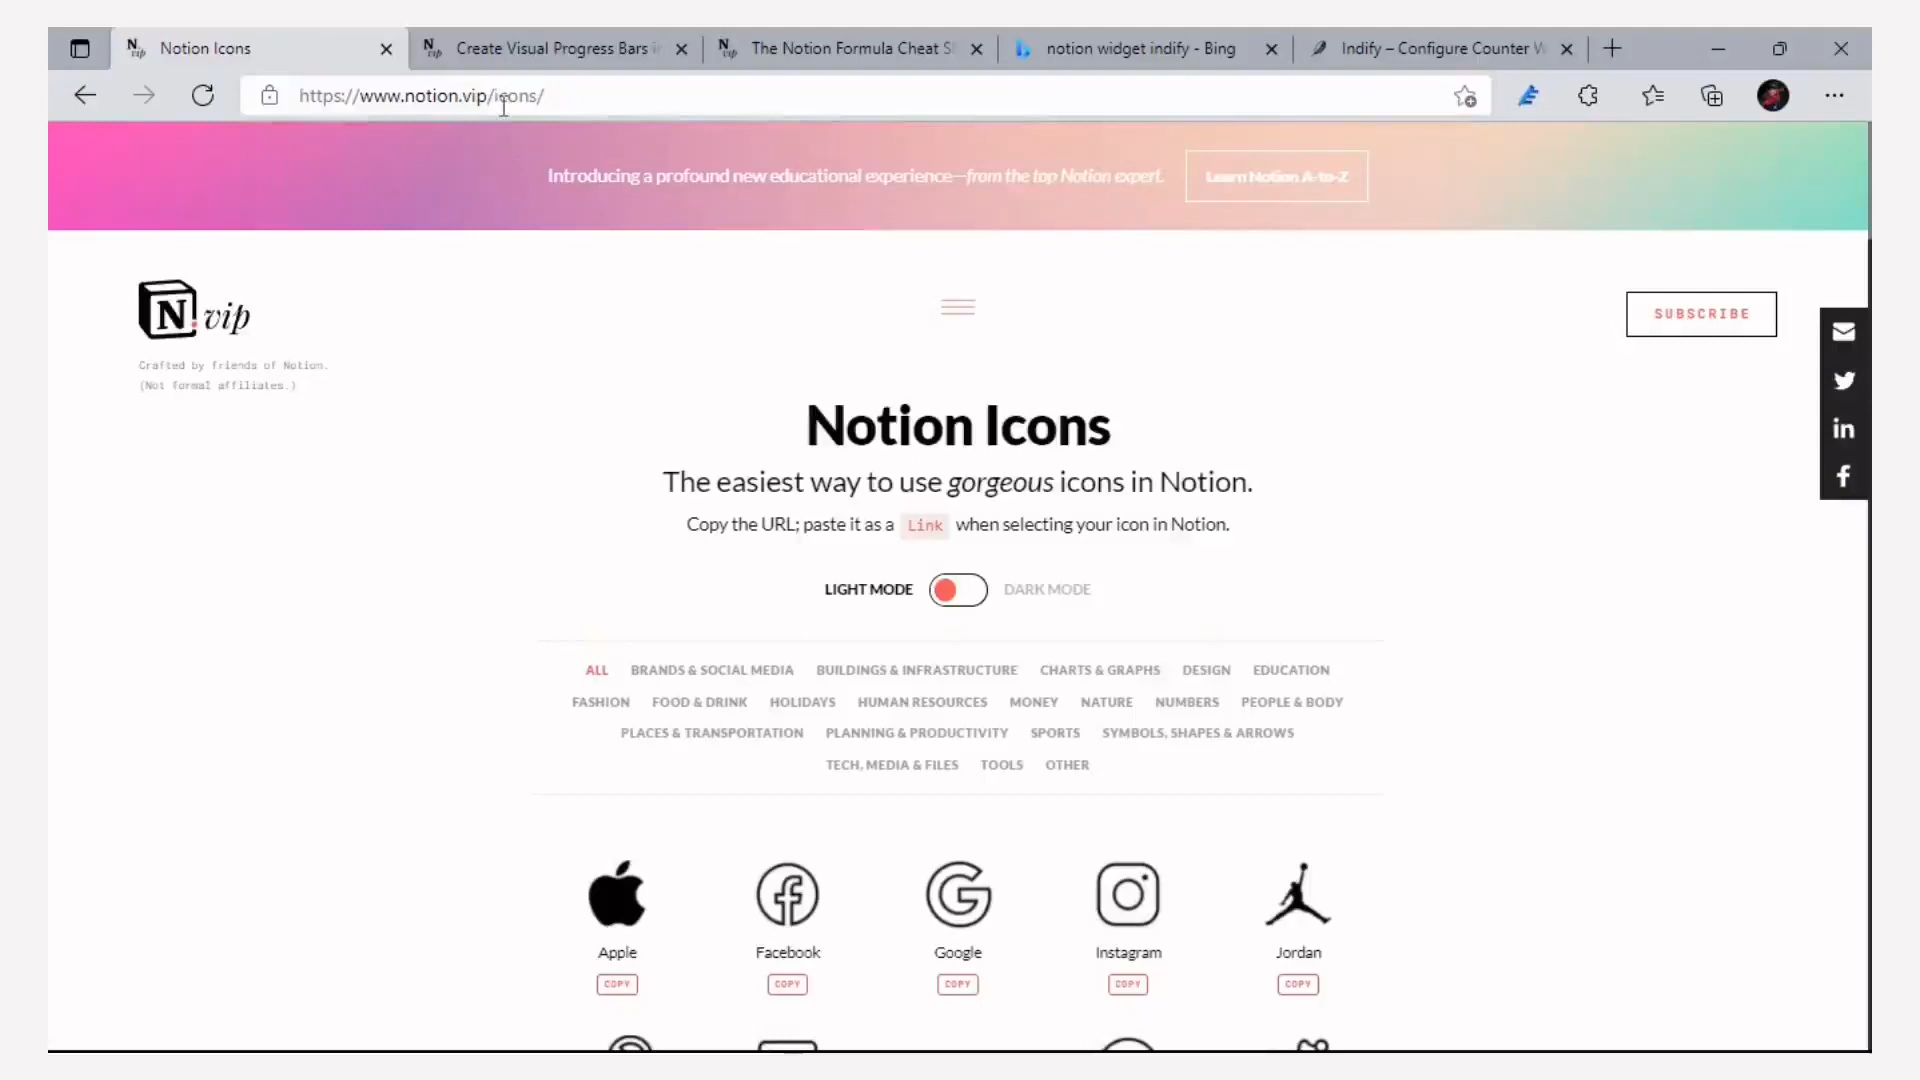 N. vip Notion Icons
N. vip Create Visual Progress Bars i
N. vip The Notion Formula Cheat S
notion widget indify - Bing
Indify – Configure Counter W
https://www.notion.vip/icons/
Introducing a profound new educational experience—from the top Notion expert.
Learn Notion A-to-Z
N.vip
Crafted by friends of Notion.
(Not formal affiliates.)
SUBSCRIBE
Notion Icons
The easiest way to use gorgeous icons in Notion.
Copy the URL; paste it as a Link when selecting your icon in Notion.
LIGHT MODE DARK MODE
ALL BRANDS & SOCIAL MEDIA BUILDINGS & INFRASTRUCTURE CHARTS & GRAPHS DESIGN EDUCATION
FASHION FOOD & DRINK HOLIDAYS HUMAN RESOURCES MONEY NATURE NUMBERS PEOPLE & BODY
PLACES & TRANSPORTATION PLANNING & PRODUCTIVITY SPORTS SYMBOLS, SHAPES & ARROWS
TECH, MEDIA & FILES TOOLS OTHER
Apple Facebook Google Instagram Jordan
COPY COPY COPY COPY COPY